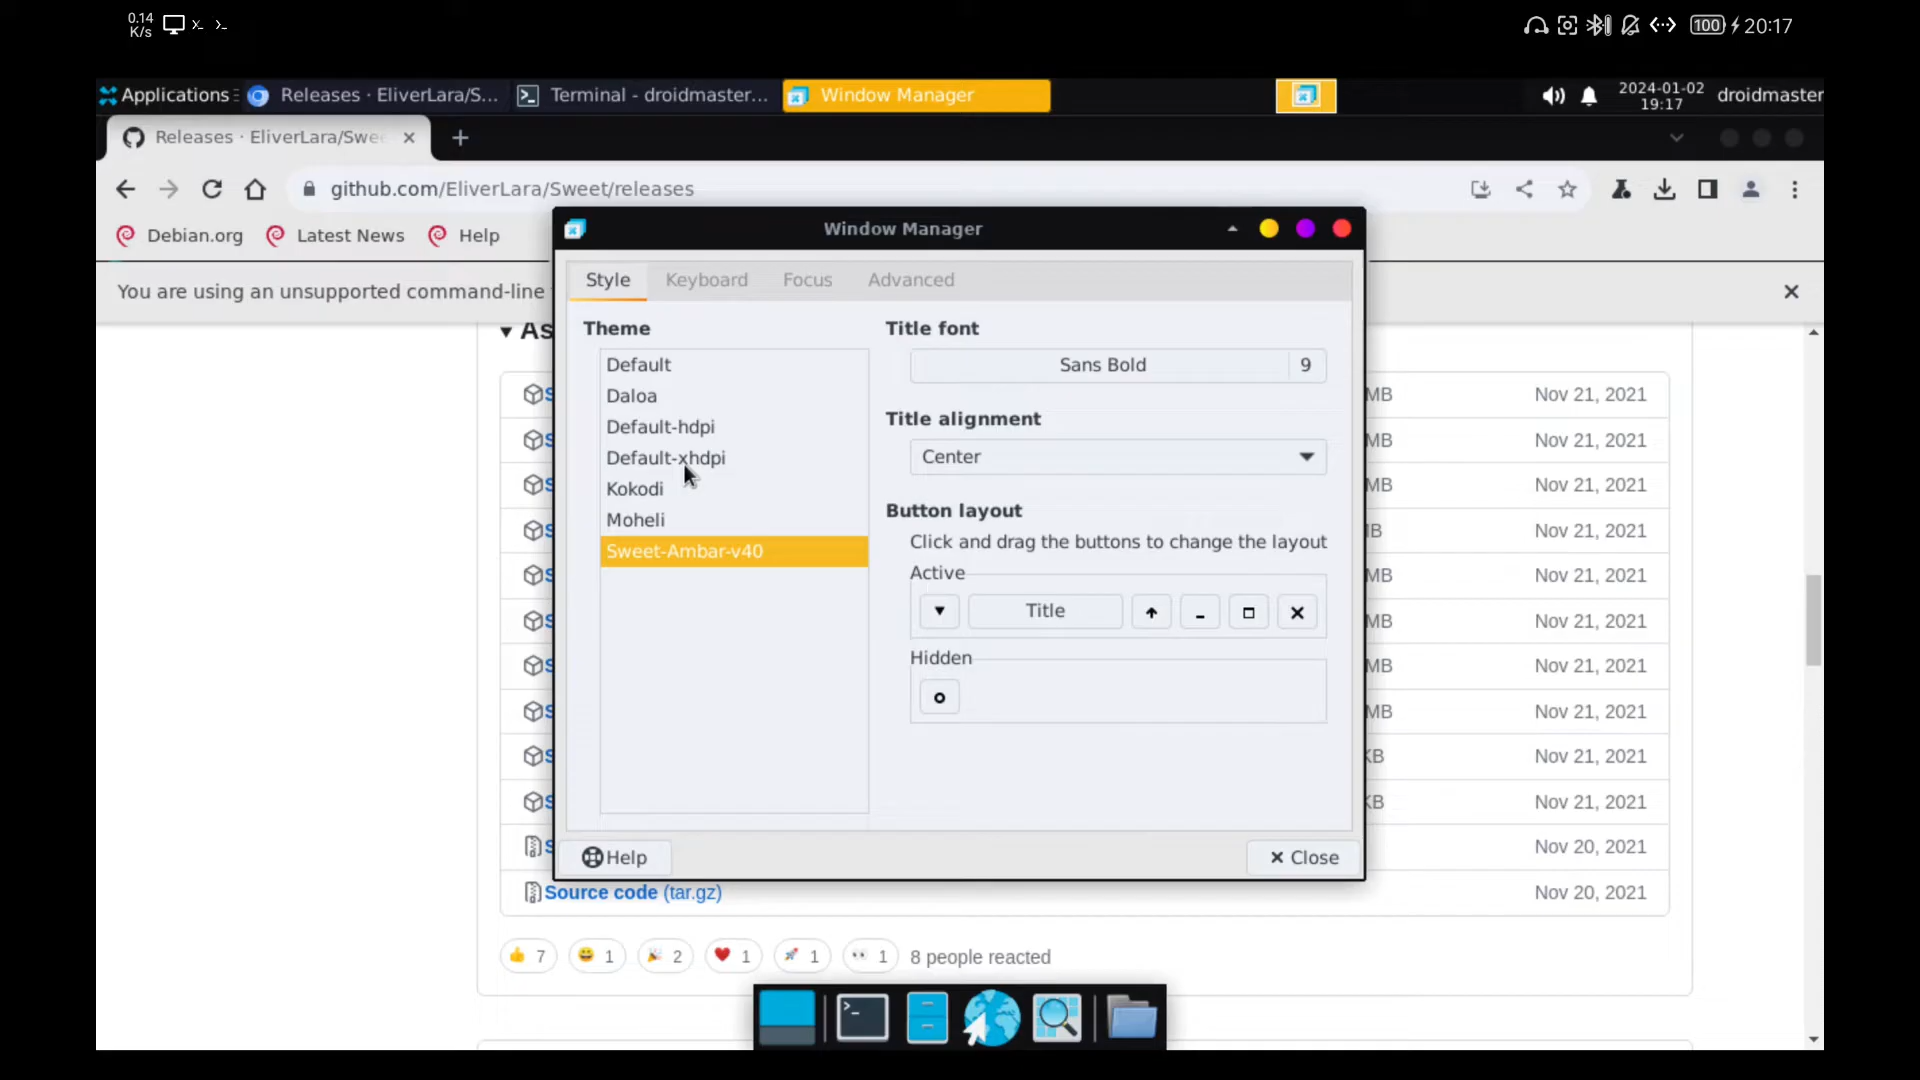 0.14
K/s
100
20:17
Applications
Releases · EliverLara/S...
Terminal - droidmaster...
Window Manager
2024-01-02
19:17
droidmaster
Releases · EliverLara/Swee
github.com/EliverLara/Sweet/releases
Debian.org
Latest News
Help
You are using an unsupported command-line
Window Manager
Style
Keyboard
Focus
Advanced
Theme
Default
Daloa
Default-hdpi
Default-xhdpi
Kokodi
Moheli
Sweet-Ambar-v40
Title font
Sans Bold
9
Title alignment
Center
Button layout
Click and drag the buttons to change the layout
Active
Title
Hidden
Help
Close
As
MB Nov 21, 2021
MB Nov 21, 2021
MB Nov 21, 2021
IB Nov 21, 2021
MB Nov 21, 2021
MB Nov 21, 2021
MB Nov 21, 2021
MB Nov 21, 2021
KB Nov 21, 2021
KB Nov 21, 2021
Nov 20, 2021
Source code (tar.gz)
Nov 20, 2021
7
1
2
1
1
1
8 people reacted